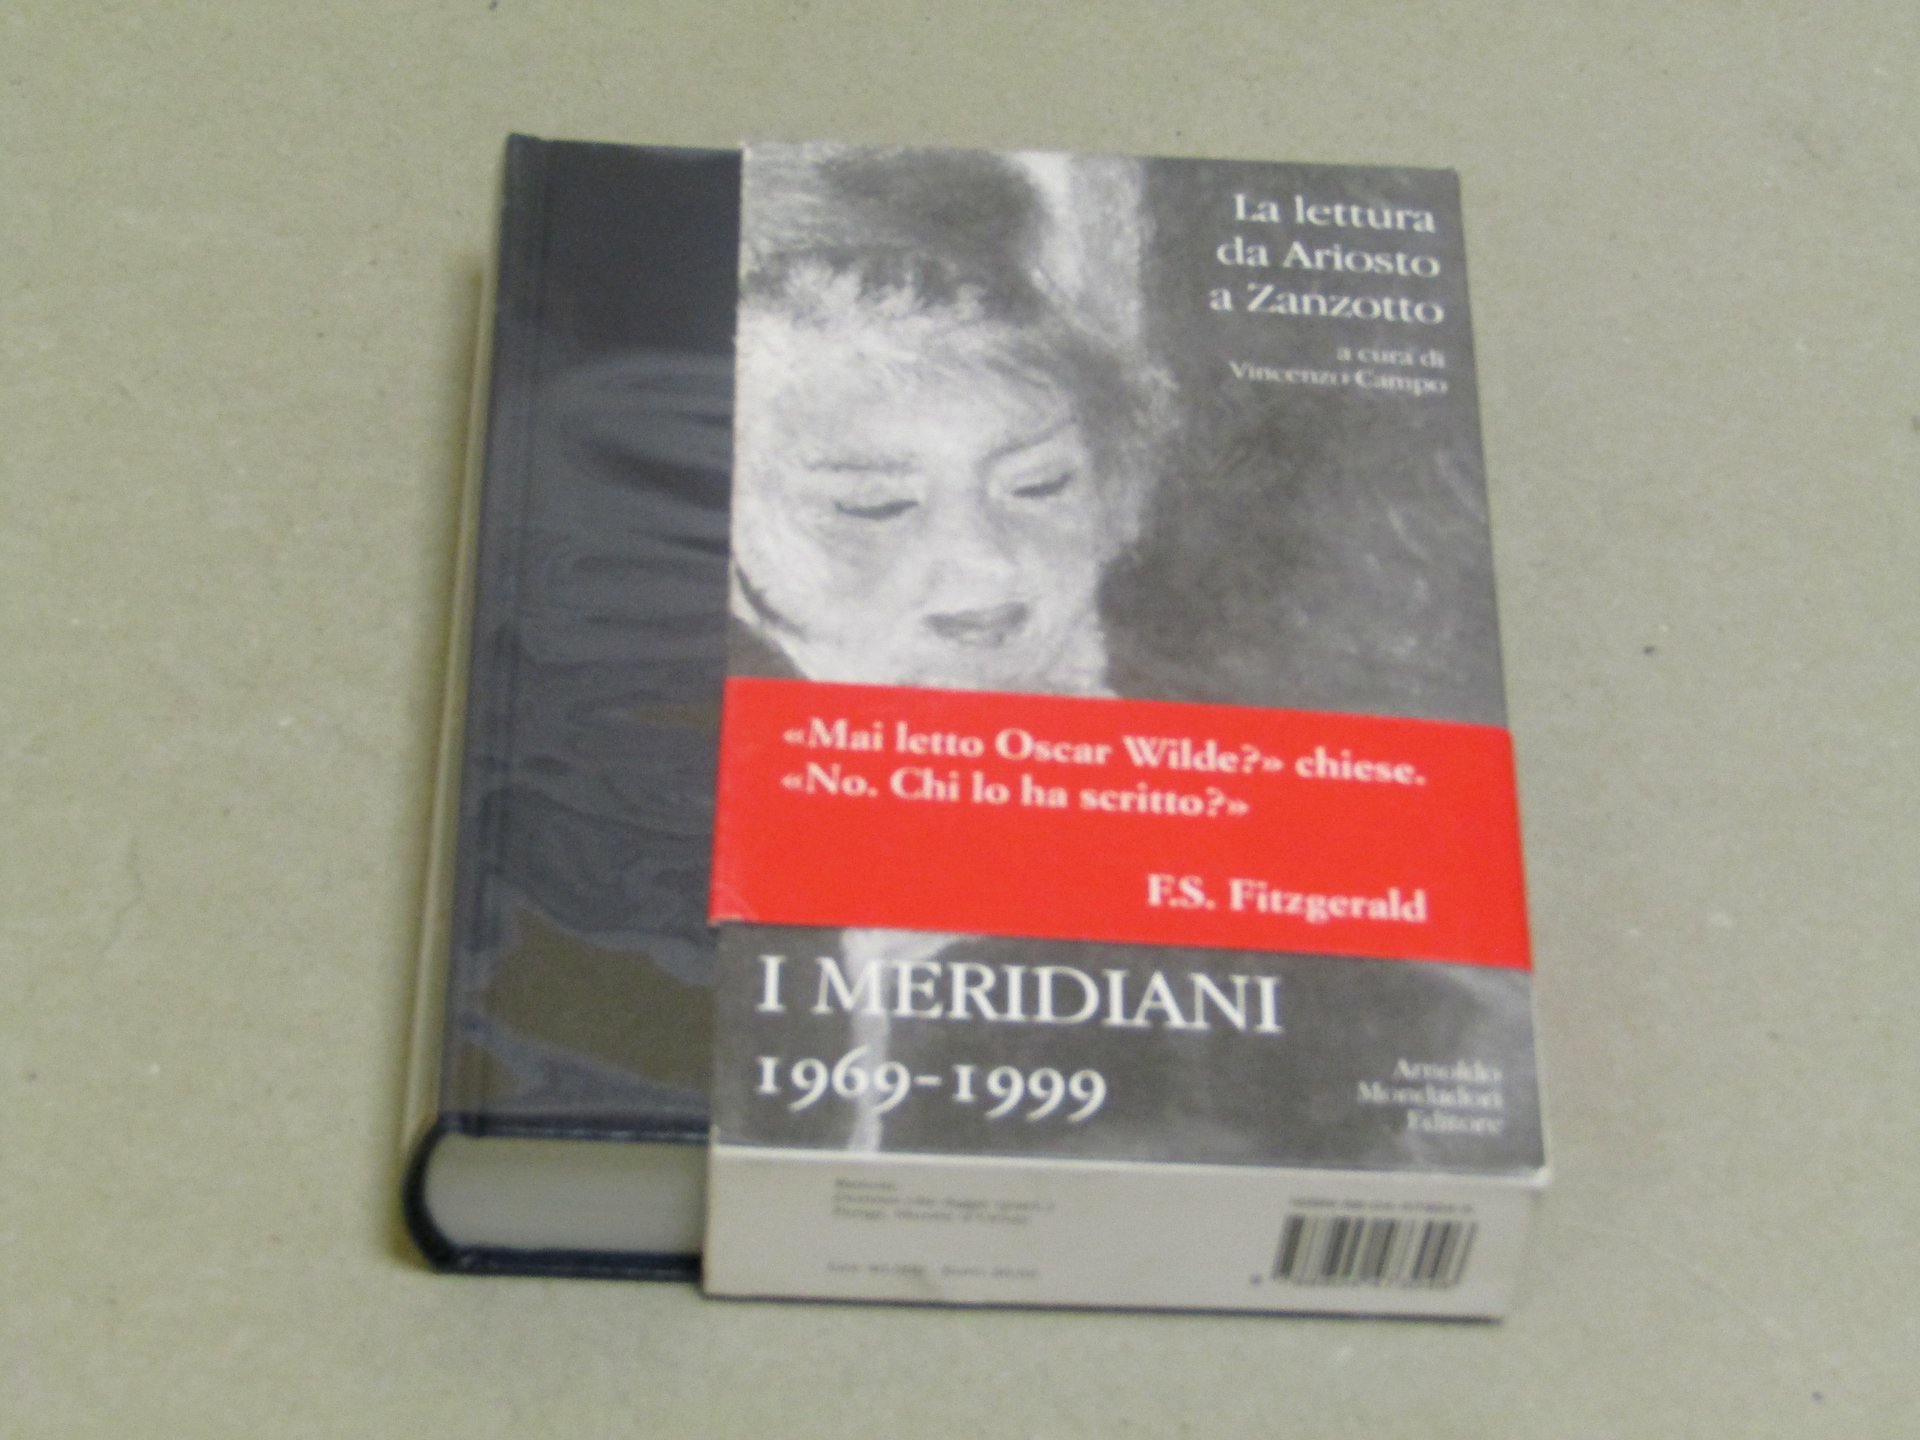 La lettura
da Ariosto
a Zanzotto
a cura di
Vincenzo Campo
«Mai letto Oscar Wilde?» chiese.
«No. Chi lo ha scritto?»
F.S. Fitzgerald
I MERIDIANI
1969-1999
Arnoldo
Mondadori
Editore